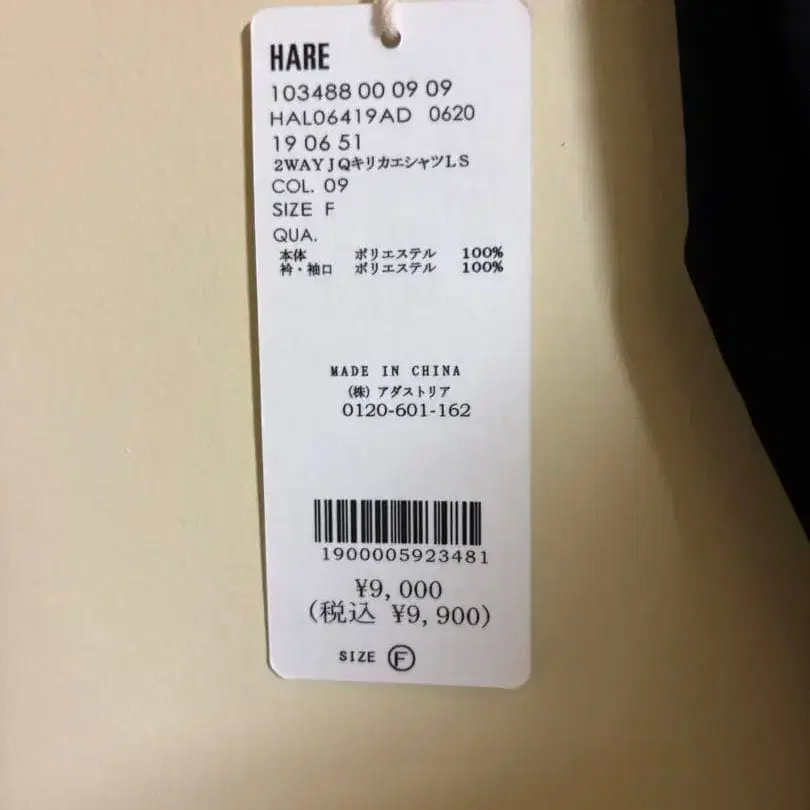 HARE
103488 00 09 09
HAL06419AD 0620
19 06 51
2WAYJQキリカエシャツLS
COL. 09
SIZE F
QUA.
本体 ポリエステル 100%
衿・袖口 ポリエステル 100%
MADE IN CHINA
(株) アダストリア
0120-601-162
1900005923481
¥9,000
(税込 ¥9,900)
SIZE F